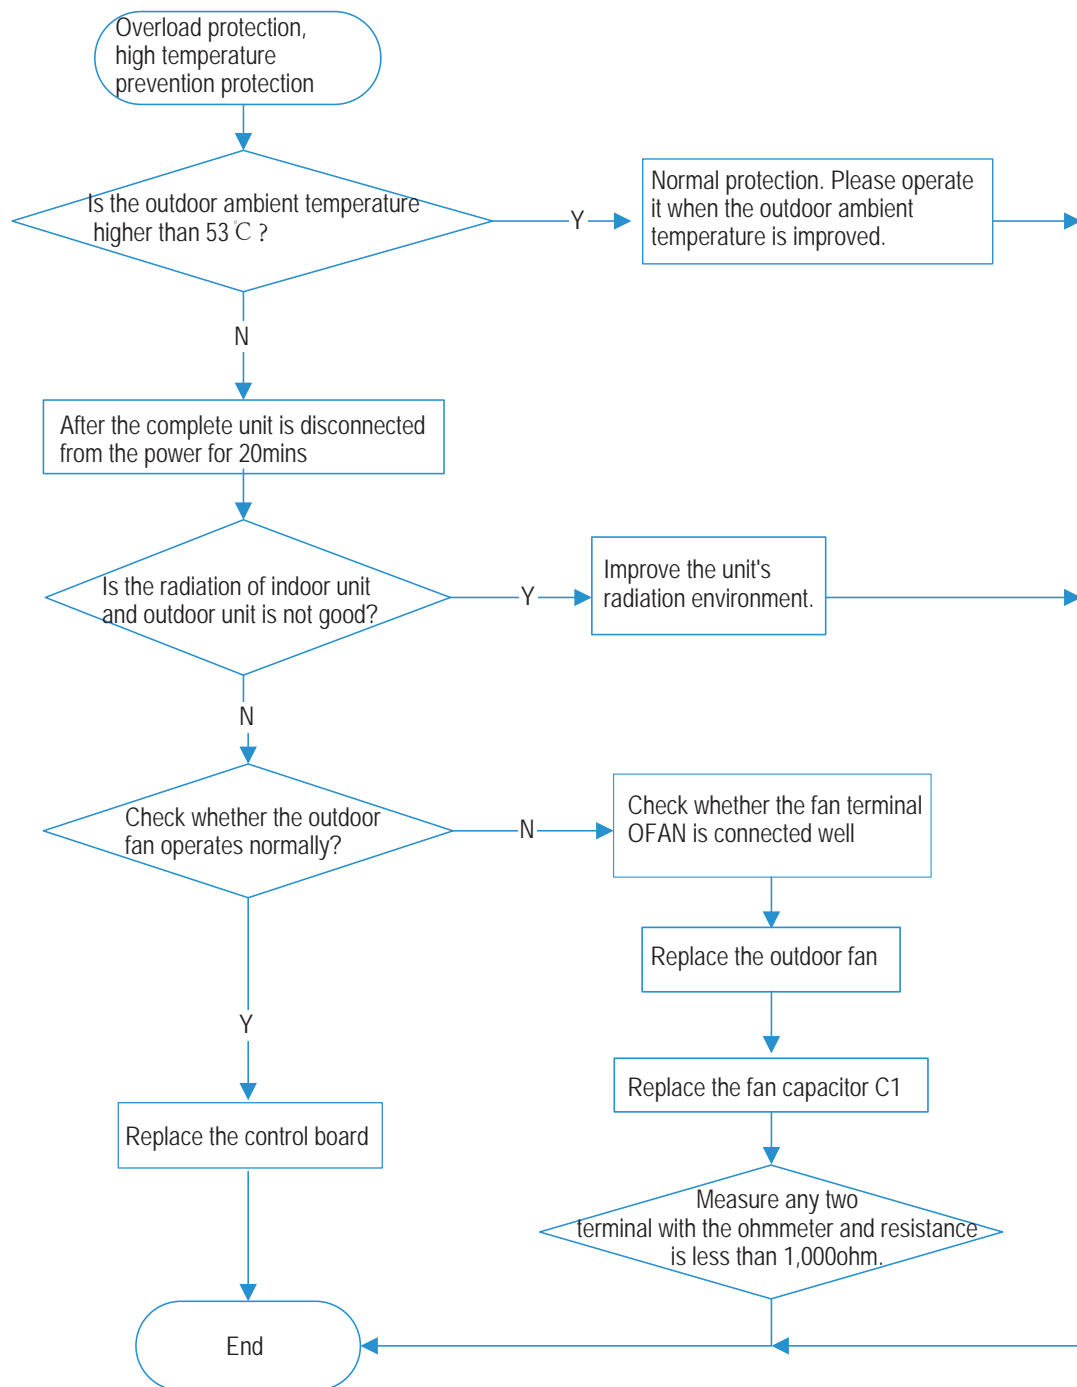 Overload protection,
high temperature
prevention protection
Is the outdoor ambient temperature
higher than 53℃ ?
Y
Normal protection. Please operate
it when the outdoor ambient
temperature is improved.
N
After the complete unit is disconnected
from the power for 20mins
Is the radiation of indoor unit
and outdoor unit is not good?
Y
Improve the unit's
radiation environment.
N
Check whether the outdoor
fan operates normally?
N
Check whether the fan terminal
OFAN is connected well
Replace the outdoor fan
Y
Replace the fan capacitor C1
Replace the control board
Measure any two
terminal with the ohmmeter and resistance
is less than 1,000ohm.
End